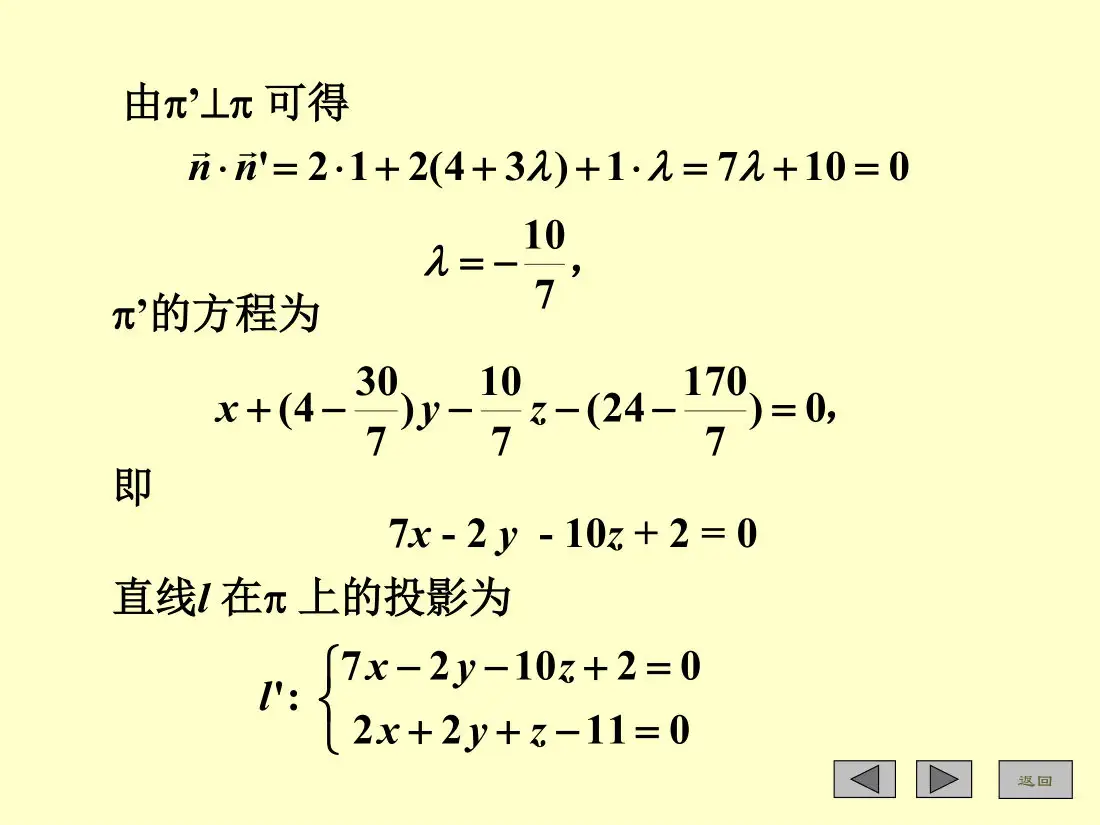 由π’⊥π 可得
n⃗ · n⃗' = 2·1 + 2(4 + 3λ) + 1·λ = 7λ + 10 = 0
λ = −10/7，
π’的方程为
x + (4 − 30/7)y − 10/7 z − (24 − 170/7) = 0，
即
7x - 2 y - 10z + 2 = 0
直线l 在π 上的投影为
l': { 7x − 2y − 10z + 2 = 0
2x + 2y + z − 11 = 0
返回